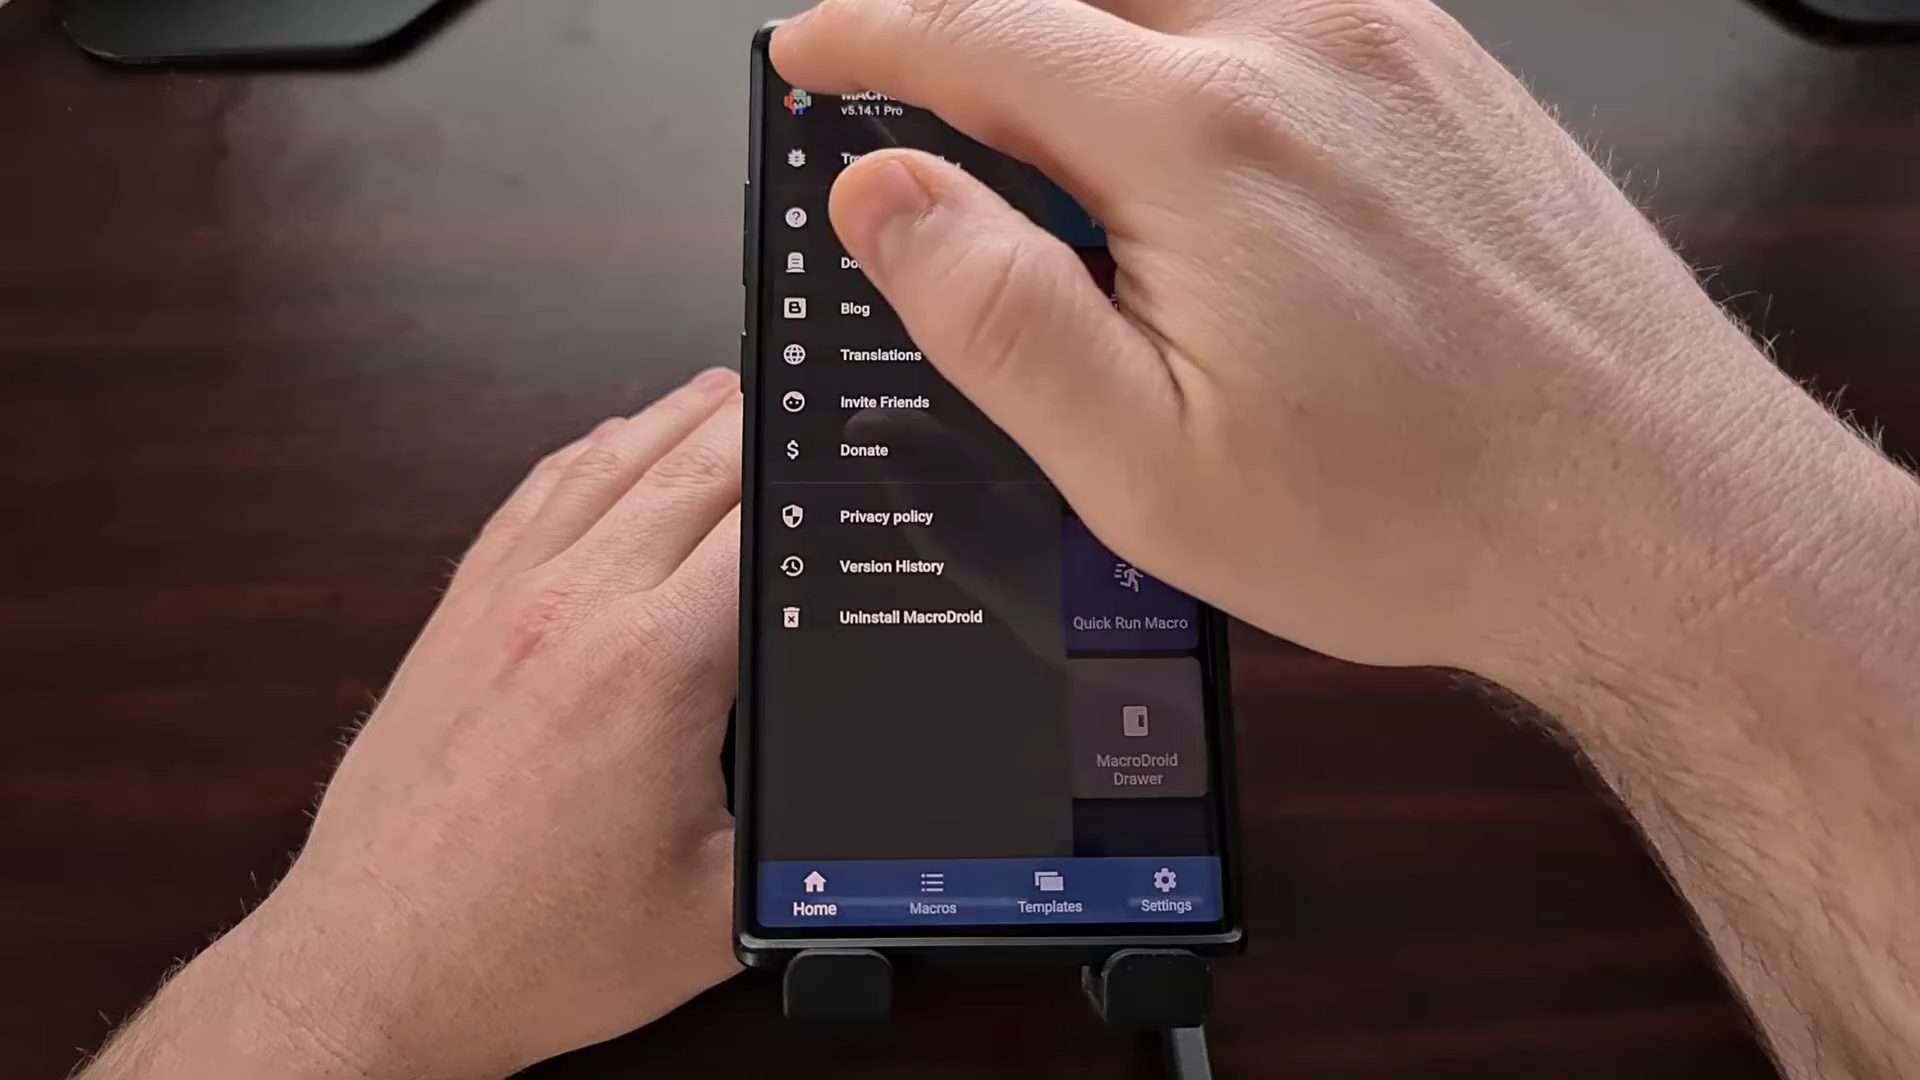 v5.14.1 Pro
Blog
Translations
Invite Friends
Donate
Privacy policy
Version History
Uninstall MacroDroid
Quick Run Macro
MacroDroid
Drawer
Home
Macros
Templates
Settings